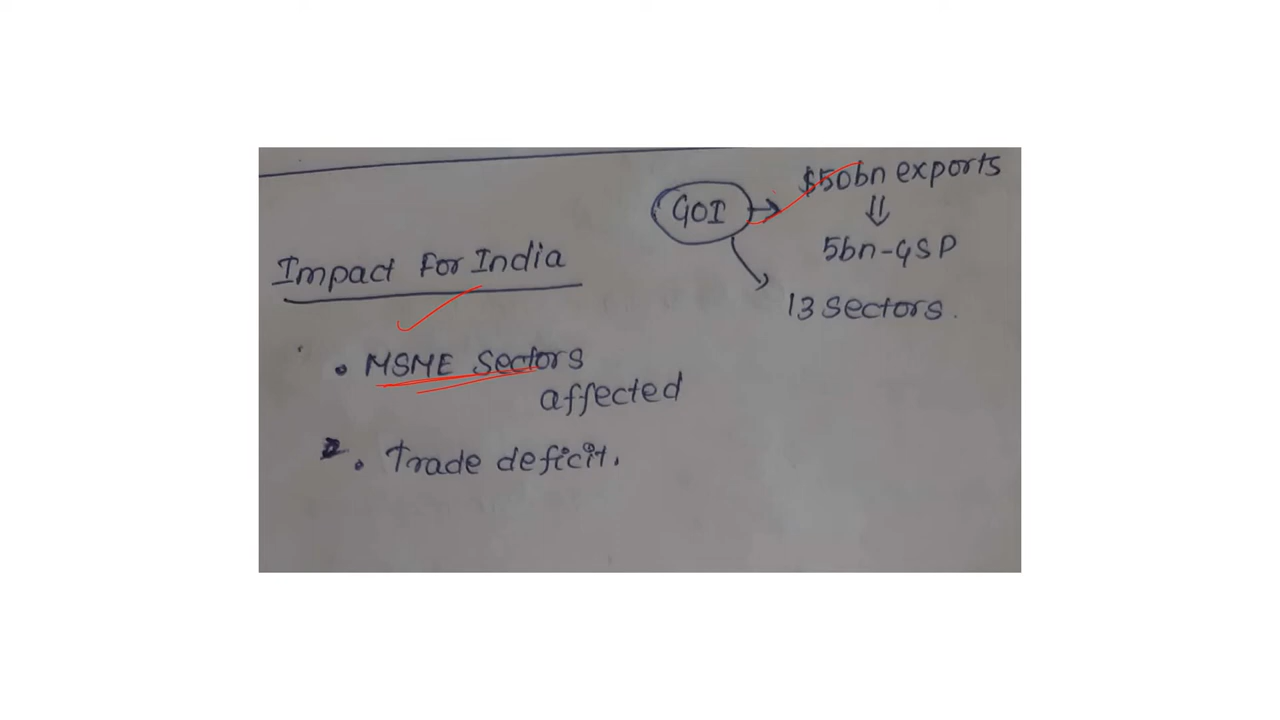 GOI → $50bn exports
⇓
5bn-GSP
13 sectors.
Impact For India
• MSME Sectors
affected
• trade deficit.